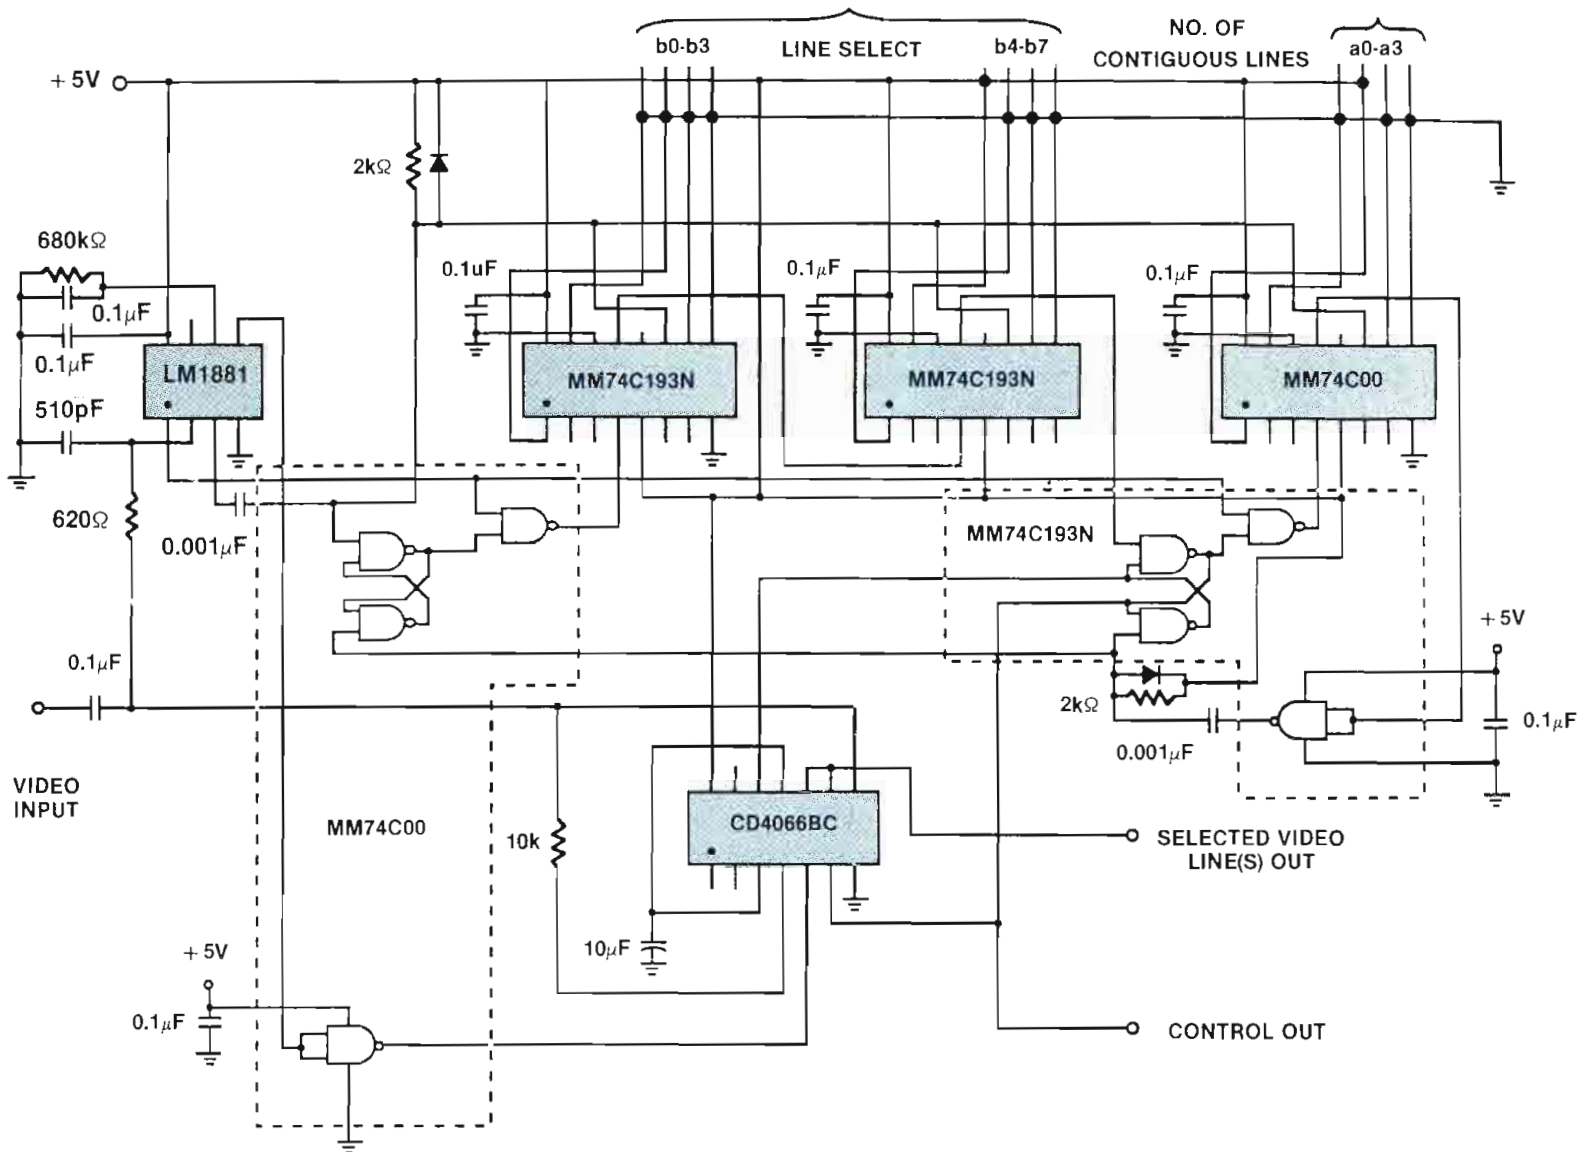 NO. OF
b0-b3
LINE SELECT
b4-b7
CONTIGUOUS LINES
a0-a3
+ 5V
2kΩ
680kΩ
0.1uF
0.1μF
0.1μF
0.1μF
0.1μF
LM1881
MM74C193N
MM74C193N
MM74C00
510pF
620Ω
0.001μF
MM74C193N
+ 5V
0.1μF
2kΩ
0.1μF
0.001μF
VIDEO
INPUT
MM74C00
10k
CD4066BC
SELECTED VIDEO
LINE(S) OUT
10μF
+ 5V
0.1μF
CONTROL OUT